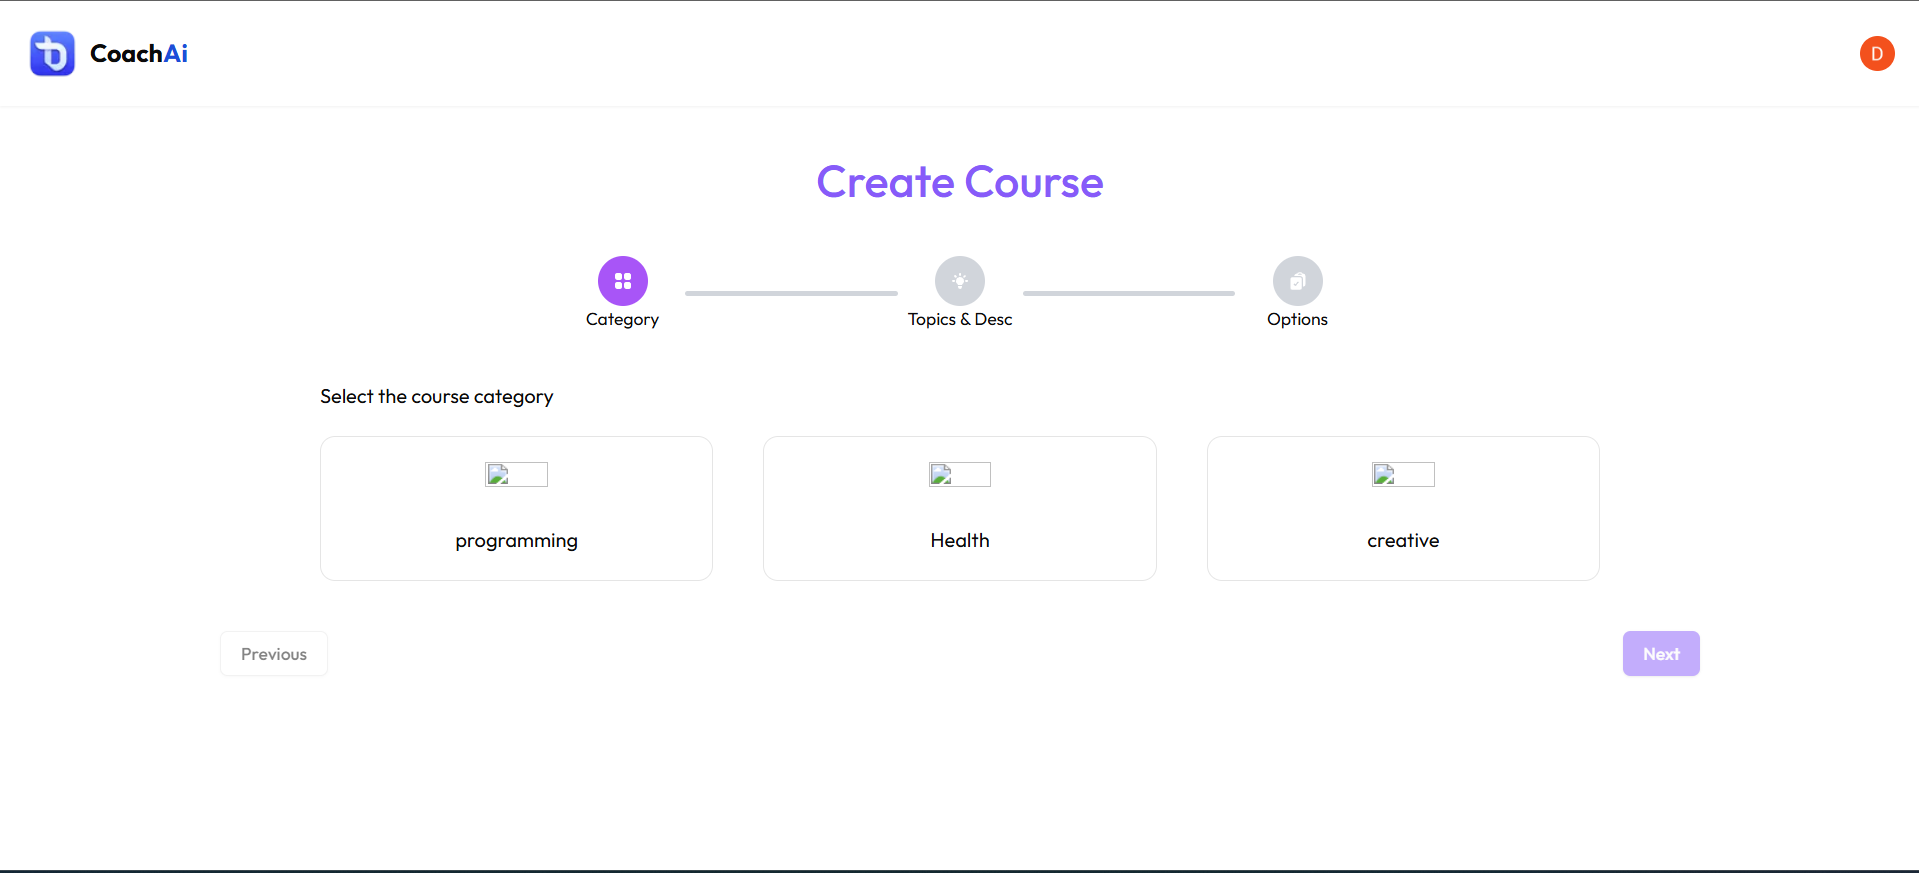 CoachAi
D
Create Course
Category
Topics & Desc
Options
Select the course category
programming
Health
creative
Previous
Next